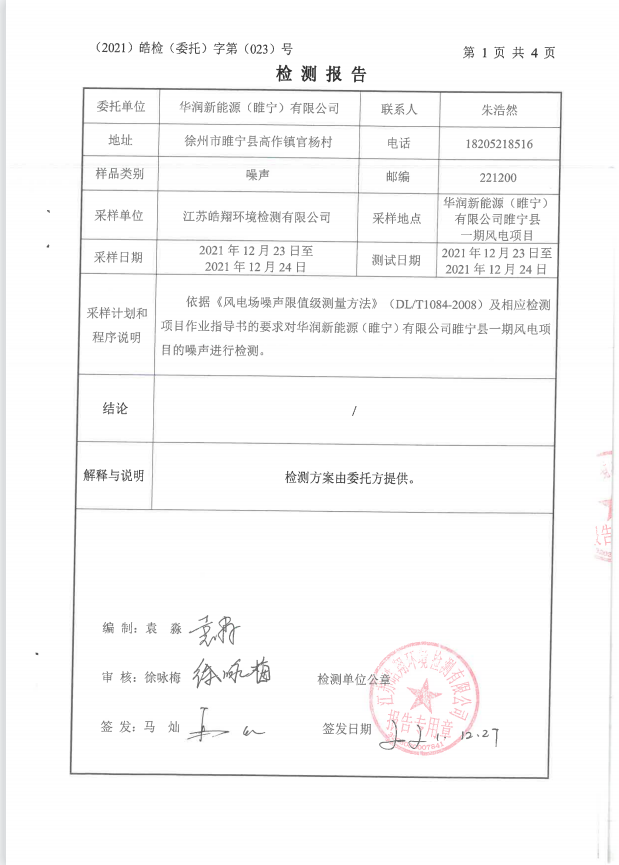 （2021）皓检（委托）字第（023）号
第 1 页 共 4 页
检 测 报 告
委托单位 华润新能源（睢宁）有限公司 联系人 朱浩然
地址 徐州市睢宁县高作镇官杨村 电话 18205218516
样品类别 噪声 邮编 221200
采样单位 江苏皓翔环境检测有限公司 采样地点 华润新能源（睢宁）
有限公司睢宁县
一期风电项目
采样日期 2021 年 12 月 23 日至
2021 年 12 月 24 日
测试日期 2021 年 12 月 23 日至
2021 年 12 月 24 日
采样计划和
程序说明
依据《风电场噪声限值级测量方法》（DL/T1084-2008）及相应检测
项目作业指导书的要求对华润新能源（睢宁）有限公司睢宁县一期风电项
目的噪声进行检测。
结论 /
解释与说明 检测方案由委托方提供。
编 制：袁 淼 袁淼
审 核：徐咏梅 徐咏梅
检测单位公章
签 发：马 灿
签发日期
12.27
江苏皓翔环境检测有限公司
报告专用章